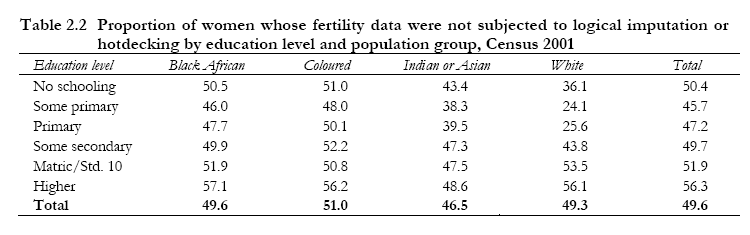 Table 2.2 Proportion of women whose fertility data were not subjected to logical imputation or
hotdecking by education level and population group, Census 2001
Education level Black African Coloured Indian or Asian White Total
No schooling 50.5 51.0 43.4 36.1 50.4
Some primary 46.0 48.0 38.3 24.1 45.7
Primary 47.7 50.1 39.5 25.6 47.2
Some secondary 49.9 52.2 47.3 43.8 49.7
Matric/Std. 10 51.9 50.8 47.5 53.5 51.9
Higher 57.1 56.2 48.6 56.1 56.3
Total 49.6 51.0 46.5 49.3 49.6